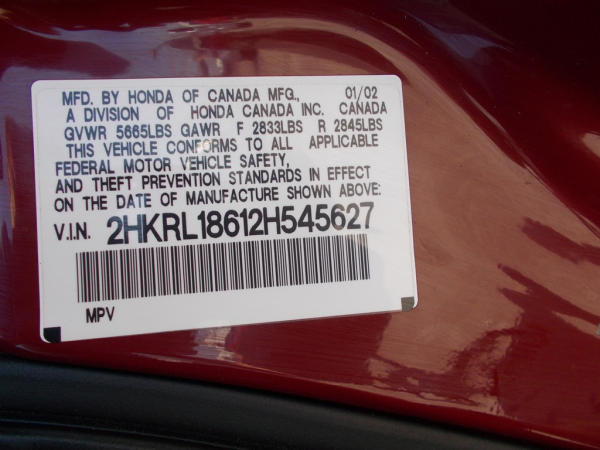 MFD. BY HONDA OF CANADA MFG., 01/02
A DIVISION OF HONDA CANADA INC. CANADA
GVWR 5665LBS GAWR F 2833LBS R 2845LBS
THIS VEHICLE CONFORMS TO ALL APPLICABLE
FEDERAL MOTOR VEHICLE SAFETY,
AND THEFT PREVENTION STANDARDS IN EFFECT
ON THE DATE OF MANUFACTURE SHOWN ABOVE:
V.I.N. 2HKRL18612H545627
MPV